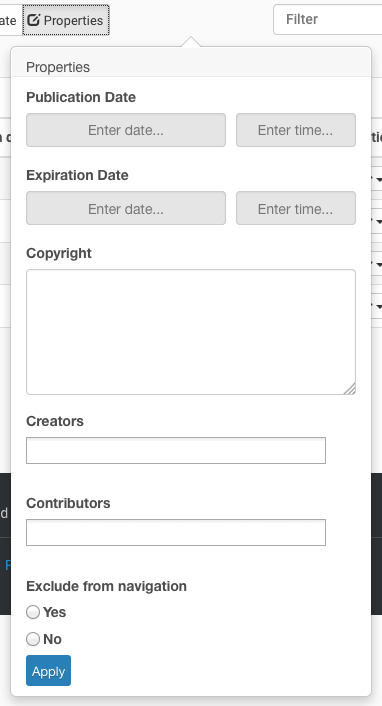 ate Properties Filter
Properties
Publication Date
Enter date... Enter time...
Expiration Date
Enter date... Enter time...
Copyright
Creators
Contributors
Exclude from navigation
Yes
No
Apply